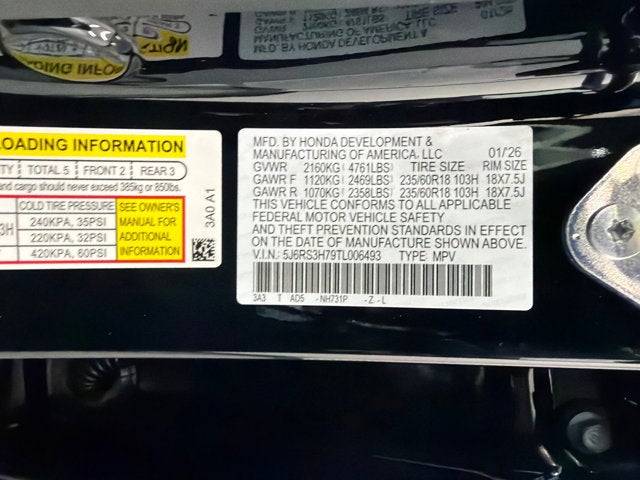 OADING INFORMATION
TOTAL 5 FRONT 2 REAR 3
and cargo should never exceed 385kg or 850lbs.
COLD TIRE PRESSURE
240KPA, 35PSI
220KPA, 32PSI
420KPA, 60PSI
SEE OWNER'S
MANUAL FOR
ADDITIONAL
INFORMATION
3A0 A1
MFD. BY HONDA DEVELOPMENT &
MANUFACTURING OF AMERICA, LLC 01/26
GVWR 2160KG( 4761LBS) TIRE SIZE RIM SIZE
GAWR F 1120KG( 2469LBS) 235/60R18 103H 18X7.5J
GAWR R 1070KG( 2358LBS) 235/60R18 103H 18X7.5J
THIS VEHICLE CONFORMS TO ALL APPLICABLE
FEDERAL MOTOR VEHICLE SAFETY
AND THEFT PREVENTION STANDARDS IN EFFECT
ON THE DATE OF MANUFACTURE SHOWN ABOVE.
V.I.N.: 5J6RS3H79TL006493 TYPE: MPV
3A3 1 AD5 -NH731P -Z-L